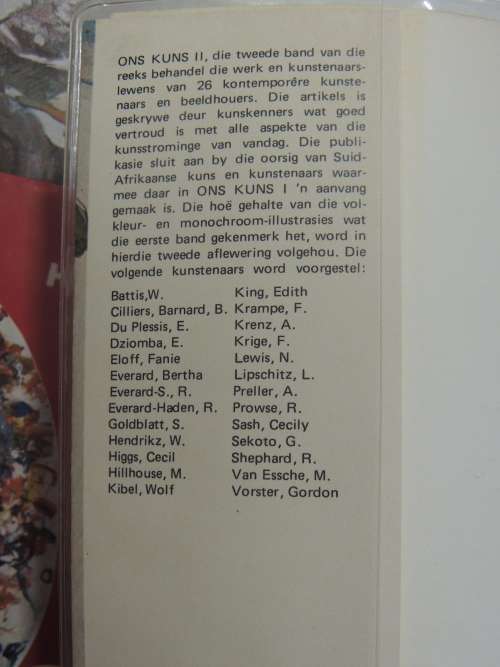 ONS KUNS II, die tweede band van die
reeks behandel die werk en kunstenaars-
lewens van 26 kontemporêre kunste-
naars en beeldhouers. Die artikels is
geskrywe deur kunskenners wat goed
vertroud is met alle aspekte van die
kunsstrominge van vandag. Die publi-
kasie sluit aan by die oorsig van Suid-
Afrikaanse kuns en kunstenaars waar-
mee daar in ONS KUNS I 'n aanvang
gemaak is. Die hoë gehalte van die vol-
kleur- en monochroom-illustrasies wat
die eerste band gekenmerk het, word in
hierdie tweede aflewering volgehou. Die
volgende kunstenaars word voorgestel:
Battis,W.
Cilliers, Barnard, B.
Du Plessis, E.
Dziomba, E.
Eloff, Fanie
Everard, Bertha
Everard-S., R.
Everard-Haden, R.
Goldblatt, S.
Hendrikz, W.
Higgs, Cecil
Hillhouse, M.
Kibel, Wolf
King, Edith
Krampe, F.
Krenz, A.
Krige, F.
Lewis, N.
Lipschitz, L.
Preller, A.
Prowse, R.
Sash, Cecily
Sekoto, G.
Shephard, R.
Van Essche, M.
Vorster, Gordon